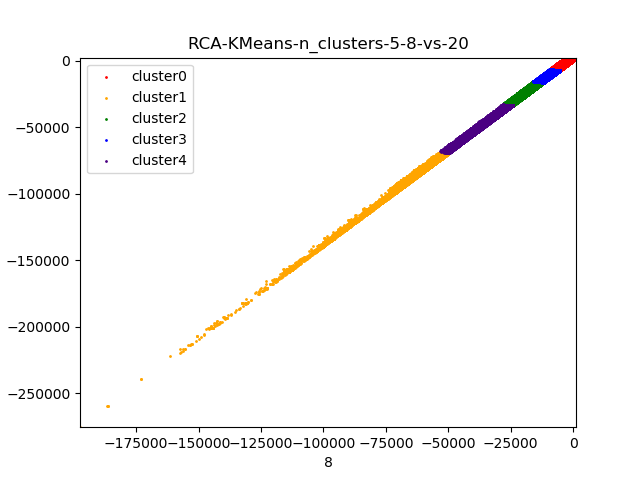 RCA-KMeans-n_clusters-5-8-vs-20
0
−50000
−100000
−150000
−200000
−250000
cluster0
cluster1
cluster2
cluster3
cluster4
−175000 −150000 −125000 −100000 −75000 −50000 −25000 0
8